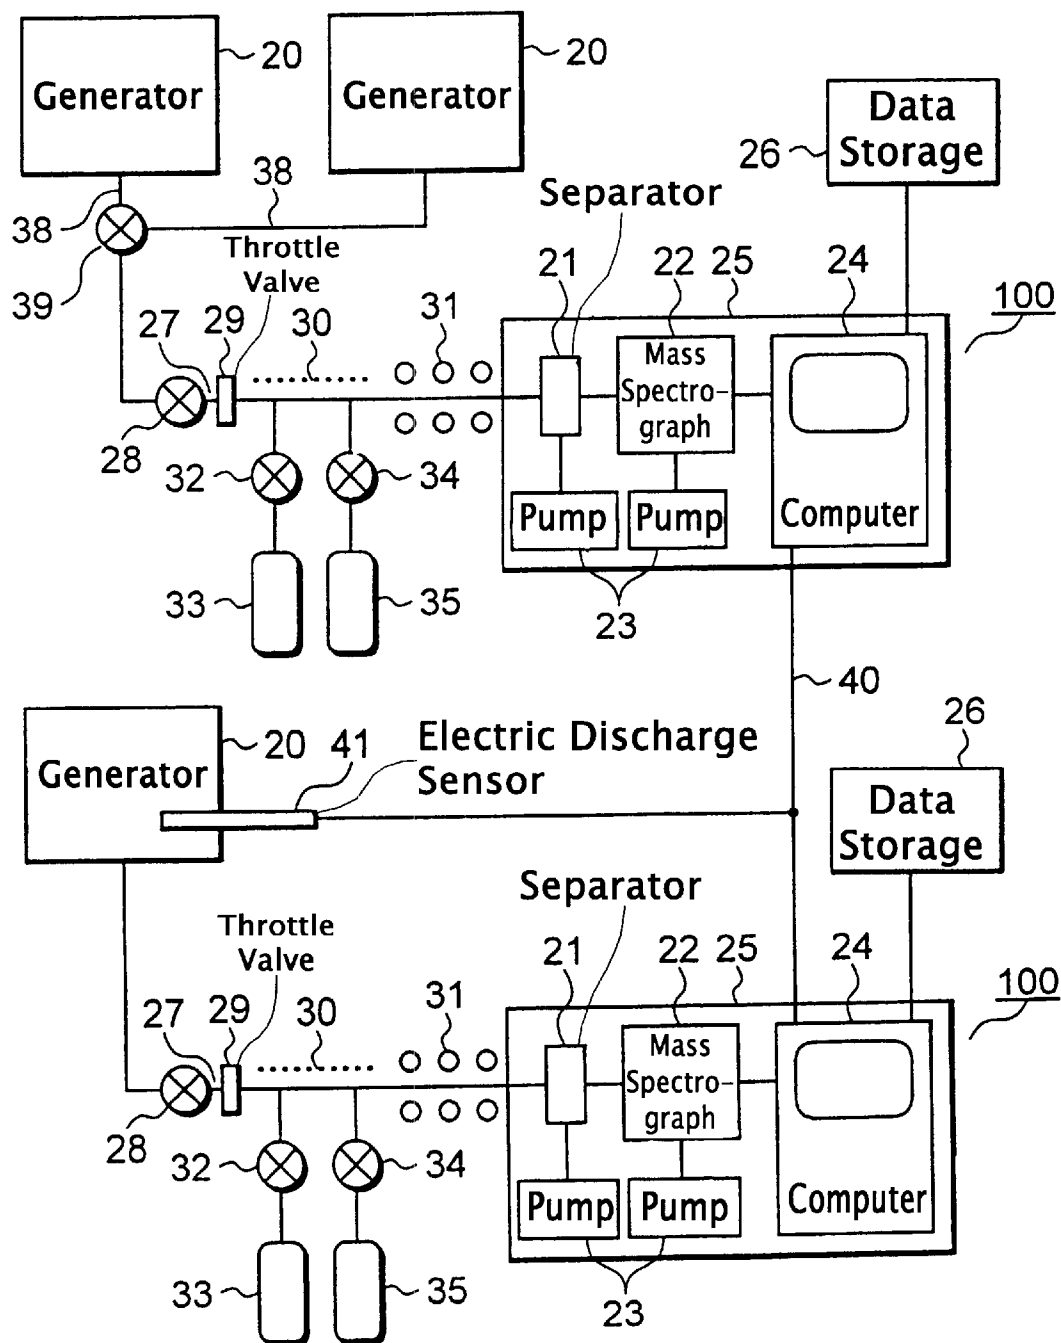 20
20
Generator
Generator
Data
Storage
26
38
38
Separator
39
Throttle
Valve
21
22
25
24
100
27
29
30
31
Mass
Spectro-
graph
28
32
34
Pump
Pump
Computer
33
35
23
40
20
41
Electric Discharge
Sensor
26
Generator
Data
Storage
Separator
Throttle
Valve
21
22
25
24
100
27
29
30
31
Mass
Spectro-
graph
28
32
34
Pump
Pump
Computer
33
35
23